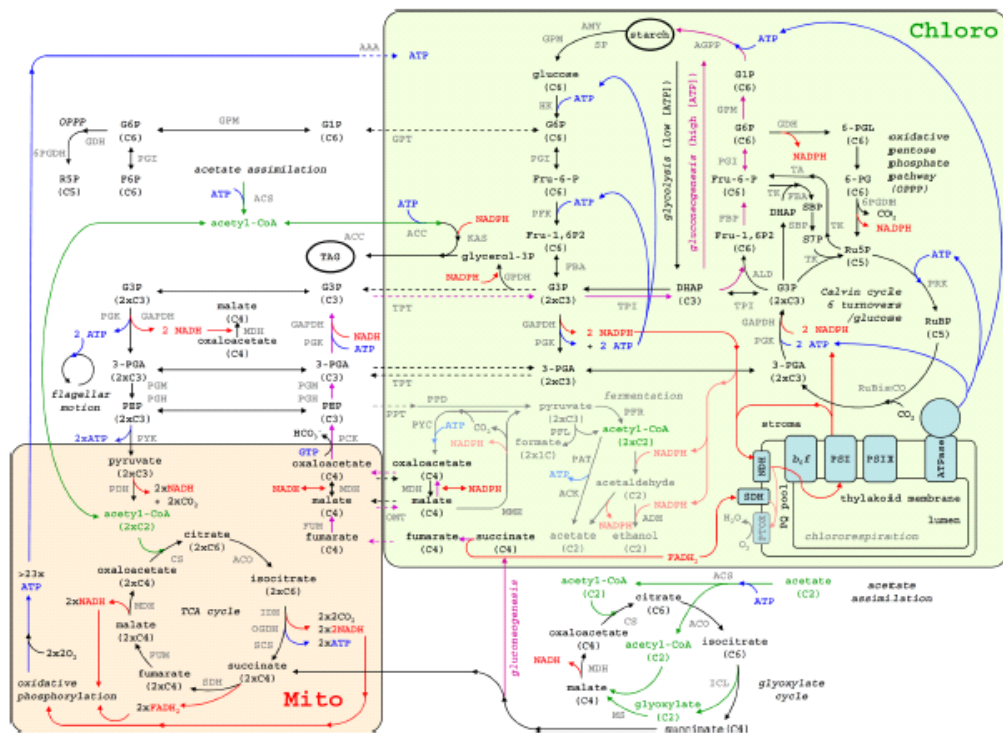 Chloro
AAA
ATP
GPM
AMY
SP
starch
AGPP
ATP
G1P
(C6)
glucose
(C6)
HK
ATP
GPM
OPPP
GDH
6PGDH
G6P
(C6)
GPM
G1P
(C6)
GPT
G6P
(C6)
G6P
(C6)
GDH
NADPH
6-PGL
(C6)
oxidative
pentose
phosphate
pathway
(OPPP)
R5P
(C5)
PGI
F6P
(C6)
PGI
glycolysis (low [ATP])
gluconeogenesis (high [ATP])
PGI
TA
6-PG
(C6)
acetate assimilation
ATP
ACS
Fru-6-P
(C6)
Fru-6-P
(C6)
TK
FBA
SBP
6PGDH
CO2
NADPH
acetyl-CoA
ATP
ACC
NADPH
KAS
PFK
ATP
FBP
DHAP
SBP
S7P
TK
TK
Ru5P
(C5)
ATP
PRK
ACC
TAG
glycerol-3P
NADPH
GPDH
Fru-1,6P2
(C6)
FBA
Fru-1,6P2
(C6)
ALD
G3P
(2xC3)
malate
(C4)
G3P
(C3)
TPT
G3P
(2xC3)
TPI
DHAP
(C3)
TPI
G3P
(2xC3)
Calvin cycle
6 turnovers
/glucose
RuBP
(C5)
PGK
GAPDH
2 ATP
2 NADH
MDH
oxaloacetate
(C4)
GAPDH
PGK
NADH
ATP
GAPDH
PGK
2 NADPH
+ 2 ATP
GAPDH
PGK
2 NADPH
2 ATP
3-PGA
(2xC3)
3-PGA
(C3)
TPT
3-PGA
(2xC3)
3-PGA
(2xC3)
RuBisCO
CO2
flagellar
motion
PGM
PGH
PGM
PGH
PEP
(2xC3)
PEP
(C3)
PPT
PPD
pyruvate
(2xC3)
fermentation
PFR
stroma
2xATP
PYK
HCO3-
GTP
PCK
PYC
ATP
CO2
NADPH
PFL
formate
(2x1C)
acetyl-CoA
(2xC2)
NADPH
NDH
b6f
PSI
PSII
ATPase
pyruvate
(2xC3)
PDH
2xNADH
+ 2xCO2
oxaloacetate
(C4)
NADH
MDH
malate
(C4)
oxaloacetate
(C4)
MDH
NADPH
malate
(C4)
OMT
MME
PAT
ATP
ACK
acetaldehyde
(C2)
NADPH
NADPH
ADH
SDH
PQ pool
thylakoid membrane
lumen
H2O
O2
PTOX
chlororespiration
acetyl-CoA
(2xC2)
FUM
fumarate
(C4)
fumarate
(C4)
succinate
(C4)
acetate
(C2)
ethanol
(C2)
FADH2
citrate
(2xC6)
CS
ACO
oxaloacetate
(2xC4)
isocitrate
(2xC6)
>23x
ATP
2xNADH
MDH
TCA cycle
IDH
OGDH
SCS
2x2CO2
2x2NADH
2xATP
malate
(2xC4)
2x2O2
FUM
fumarate
(2xC4)
SDH
succinate
(2xC4)
oxidative
phosphorylation
2xFADH2
Mito
gluconeogenesis
acetyl-CoA
(C2)
ACS
acetate
(C2)
ATP
acetate
assimilation
citrate
(C6)
CS
ACO
oxaloacetate
(C4)
acetyl-CoA
(C2)
isocitrate
(C6)
NADH
MDH
malate
(C4)
ICL
glyoxylate
cycle
MS
glyoxylate
(C2)
succinate(C4)